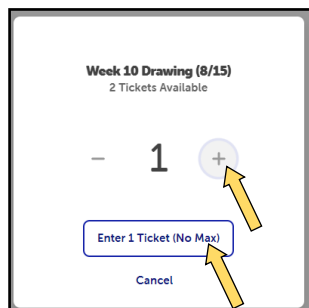 Week 10 Drawing (8/15)
2 Tickets Available
− 1 +
Enter 1 Ticket (No Max)
Cancel